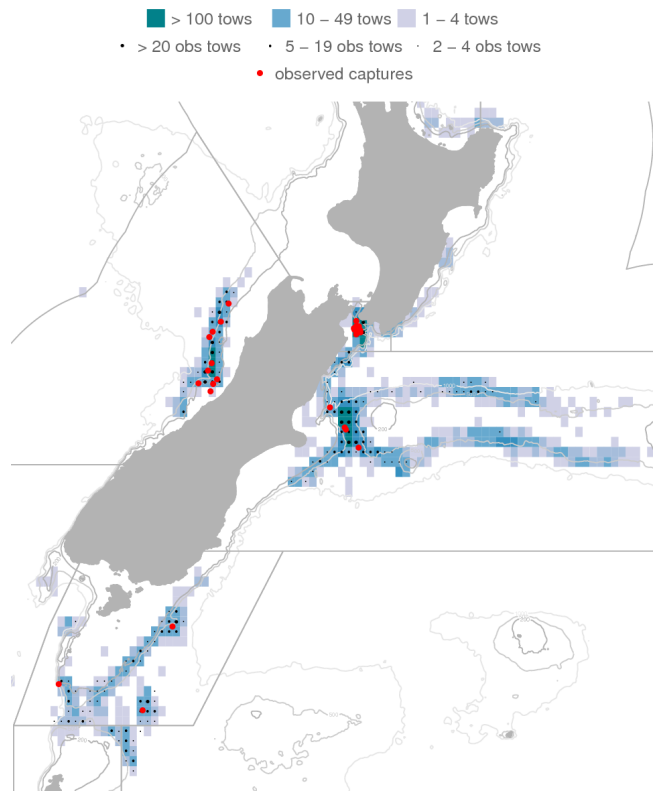 > 100 tows 10 − 49 tows 1 − 4 tows
> 20 obs tows 5 − 19 obs tows 2 − 4 obs tows
observed captures